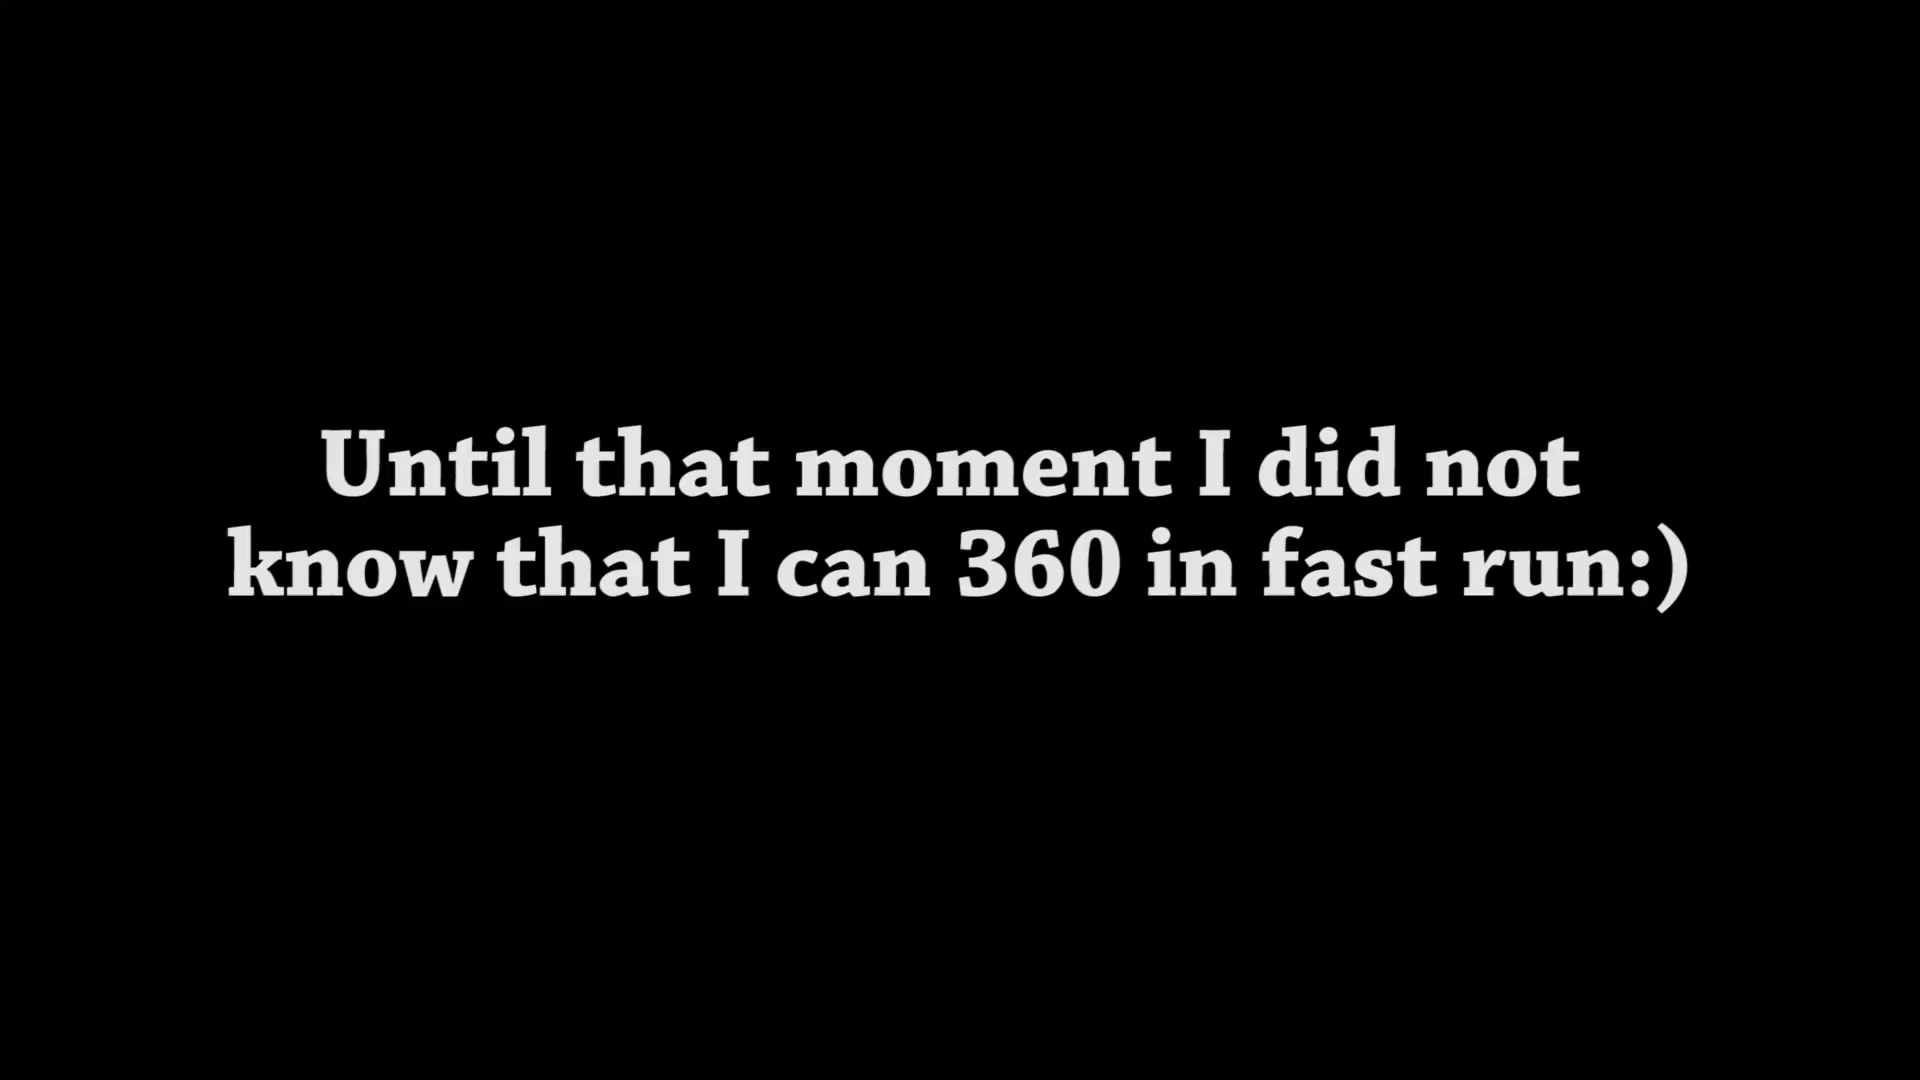 Until that moment I did not
know that I can 360 in fast run:)